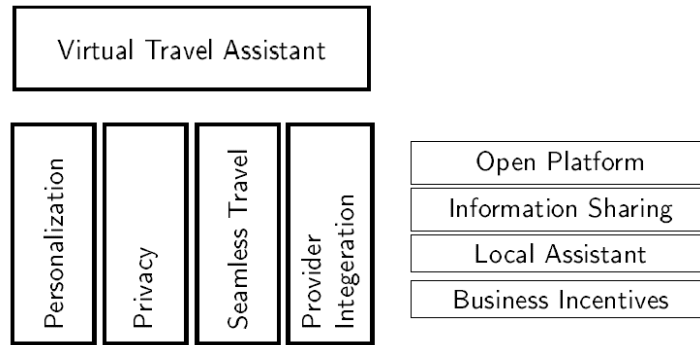 Virtual Travel Assistant
Personalization
Privacy
Seamless Travel
Provider
Integeration
Open Platform
Information Sharing
Local Assistant
Business Incentives